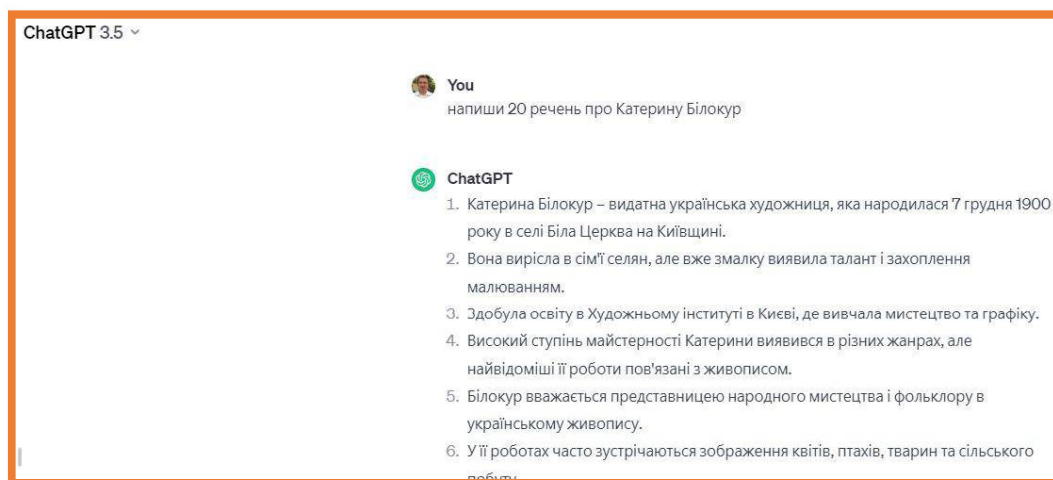 ChatGPT 3.5
You
напиши 20 речень про Катерину Білокур
ChatGPT
1. Катерина Білокур – видатна українська художниця, яка народилася 7 грудня 1900
року в селі Біла Церква на Київщині.
2. Вона вирісла в сім'ї селян, але вже змалку виявила талант і захоплення
малюванням.
3. Здобула освіту в Художньому інституті в Києві, де вивчала мистецтво та графіку.
4. Високий ступінь майстерності Катерини виявився в різних жанрах, але
найвідоміші її роботи пов'язані з живописом.
5. Білокур вважається представницею народного мистецтва і фольклору в
українському живопису.
6. У її роботах часто зустрічаються зображення квітів, птахів, тварин та сільського
побуту.